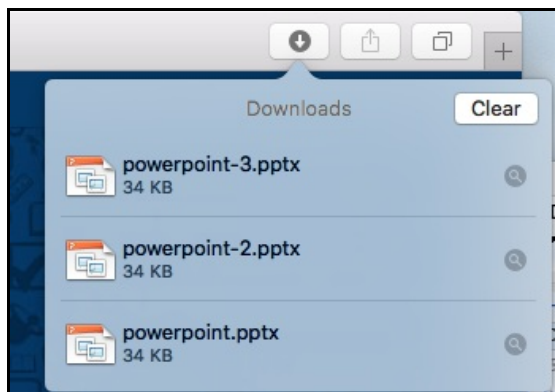 Downloads
Clear
powerpoint-3.pptx
34 KB
powerpoint-2.pptx
34 KB
powerpoint.pptx
34 KB